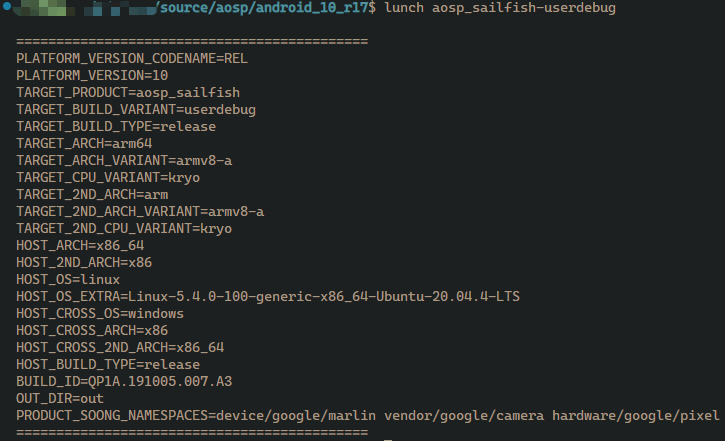 /source/aosp/android_10_r17$ lunch aosp_sailfish-userdebug
============================================
PLATFORM_VERSION_CODENAME=REL
PLATFORM_VERSION=10
TARGET_PRODUCT=aosp_sailfish
TARGET_BUILD_VARIANT=userdebug
TARGET_BUILD_TYPE=release
TARGET_ARCH=arm64
TARGET_ARCH_VARIANT=armv8-a
TARGET_CPU_VARIANT=kryo
TARGET_2ND_ARCH=arm
TARGET_2ND_ARCH_VARIANT=armv8-a
TARGET_2ND_CPU_VARIANT=kryo
HOST_ARCH=x86_64
HOST_2ND_ARCH=x86
HOST_OS=linux
HOST_OS_EXTRA=Linux-5.4.0-100-generic-x86_64-Ubuntu-20.04.4-LTS
HOST_CROSS_OS=windows
HOST_CROSS_ARCH=x86
HOST_CROSS_2ND_ARCH=x86_64
HOST_BUILD_TYPE=release
BUILD_ID=QP1A.191005.007.A3
OUT_DIR=out
PRODUCT_SOONG_NAMESPACES=device/google/marlin vendor/google/camera hardware/google/pixel
============================================